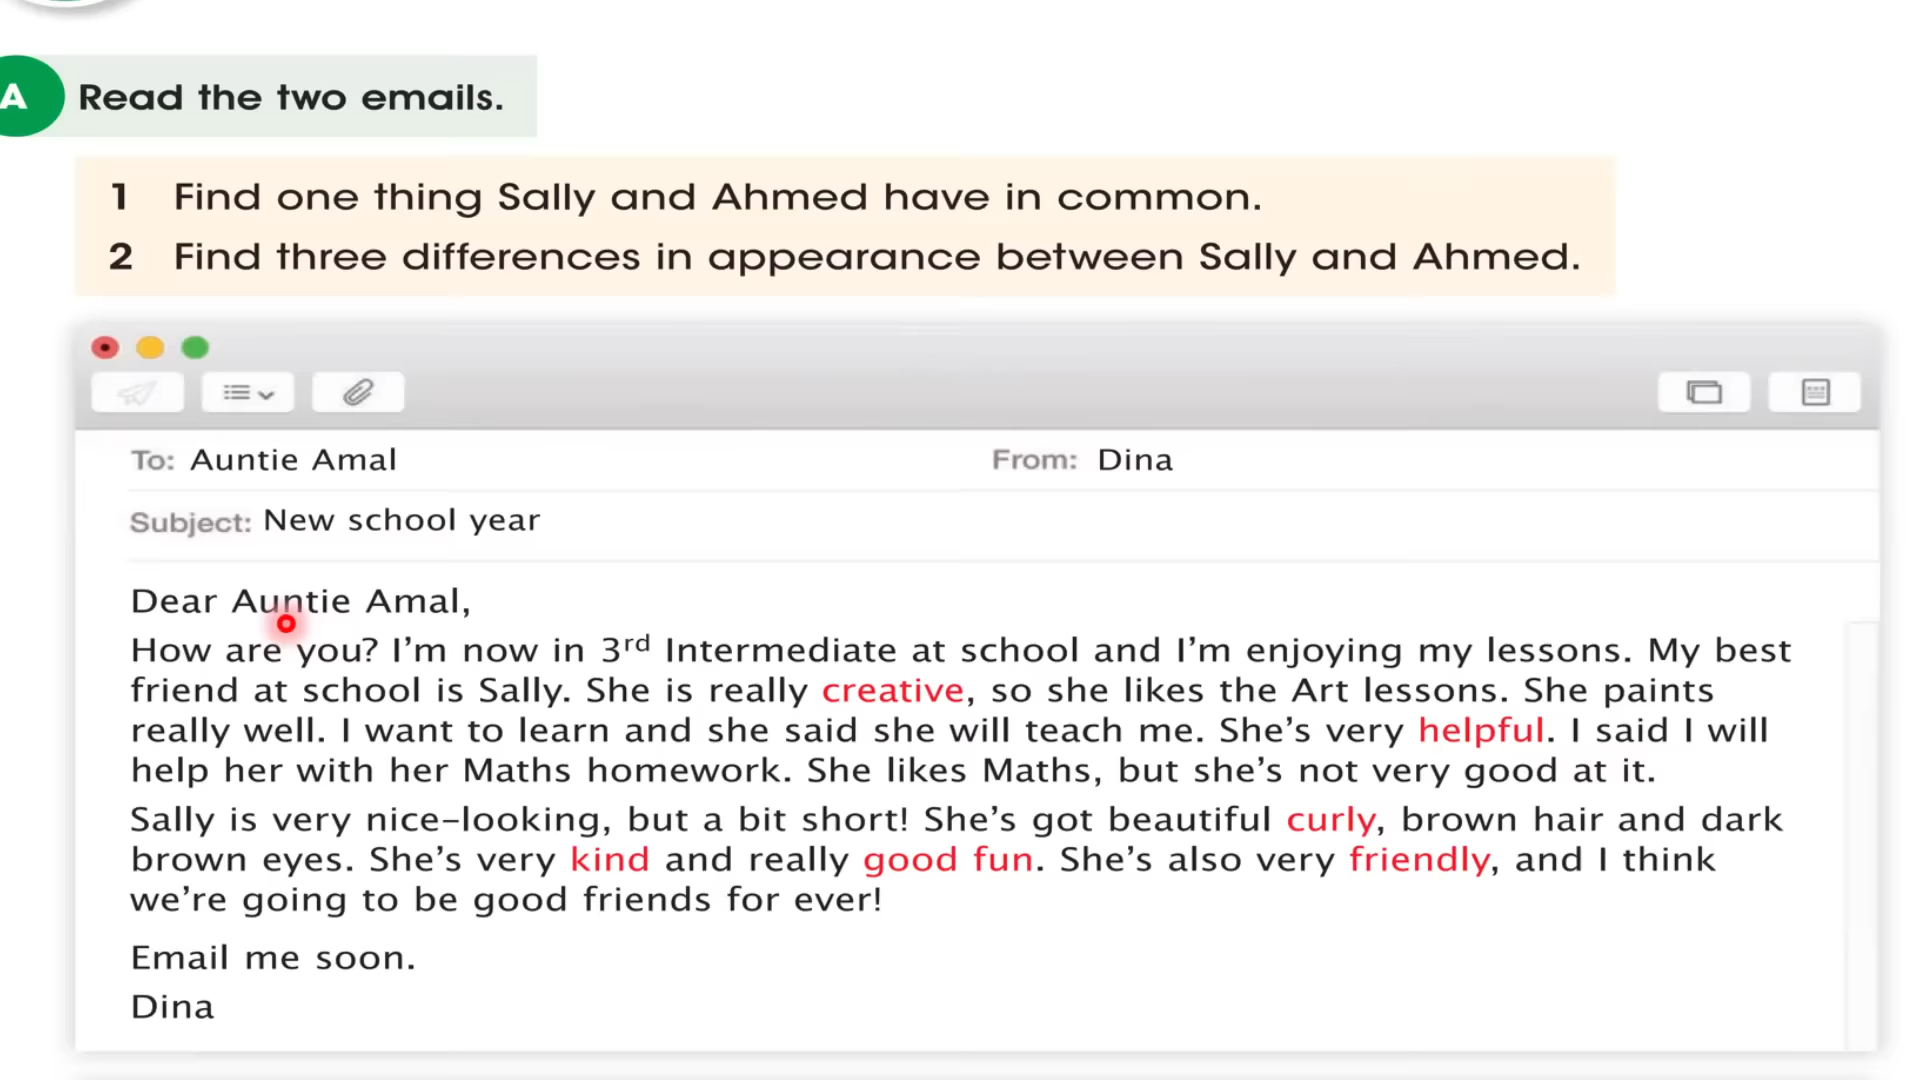 A Read the two emails.
1 Find one thing Sally and Ahmed have in common.
2 Find three differences in appearance between Sally and Ahmed.
To: Auntie Amal From: Dina
Subject: New school year
Dear Auntie Amal,
How are you? I'm now in 3rd Intermediate at school and I'm enjoying my lessons. My best
friend at school is Sally. She is really creative, so she likes the Art lessons. She paints
really well. I want to learn and she said she will teach me. She's very helpful. I said I will
help her with her Maths homework. She likes Maths, but she's not very good at it.
Sally is very nice-looking, but a bit short! She's got beautiful curly, brown hair and dark
brown eyes. She's very kind and really good fun. She's also very friendly, and I think
we're going to be good friends for ever!
Email me soon.
Dina